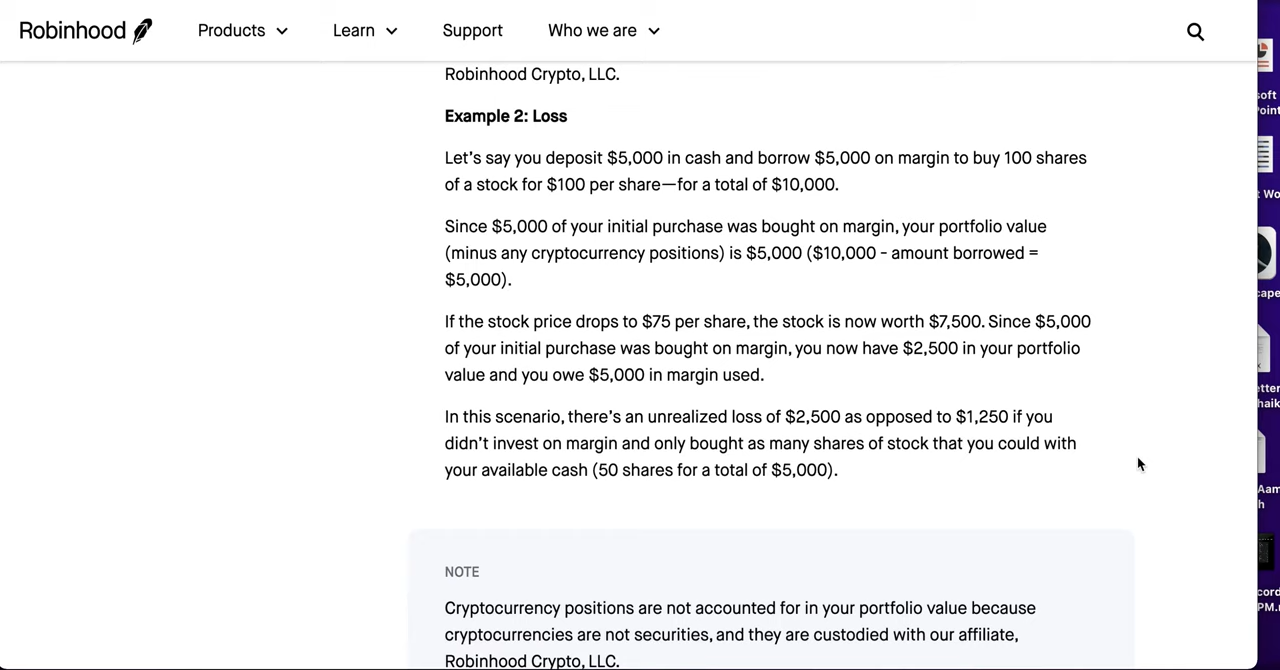 Robinhood
Products
Learn
Support
Who we are
Robinhood Crypto, LLC.
Example 2: Loss
Let's say you deposit $5,000 in cash and borrow $5,000 on margin to buy 100 shares
of a stock for $100 per share—for a total of $10,000.
Since $5,000 of your initial purchase was bought on margin, your portfolio value
(minus any cryptocurrency positions) is $5,000 ($10,000 - amount borrowed =
$5,000).
If the stock price drops to $75 per share, the stock is now worth $7,500. Since $5,000
of your initial purchase was bought on margin, you now have $2,500 in your portfolio
value and you owe $5,000 in margin used.
In this scenario, there's an unrealized loss of $2,500 as opposed to $1,250 if you
didn't invest on margin and only bought as many shares of stock that you could with
your available cash (50 shares for a total of $5,000).
NOTE
Cryptocurrency positions are not accounted for in your portfolio value because
cryptocurrencies are not securities, and they are custodied with our affiliate,
Robinhood Crypto, LLC.